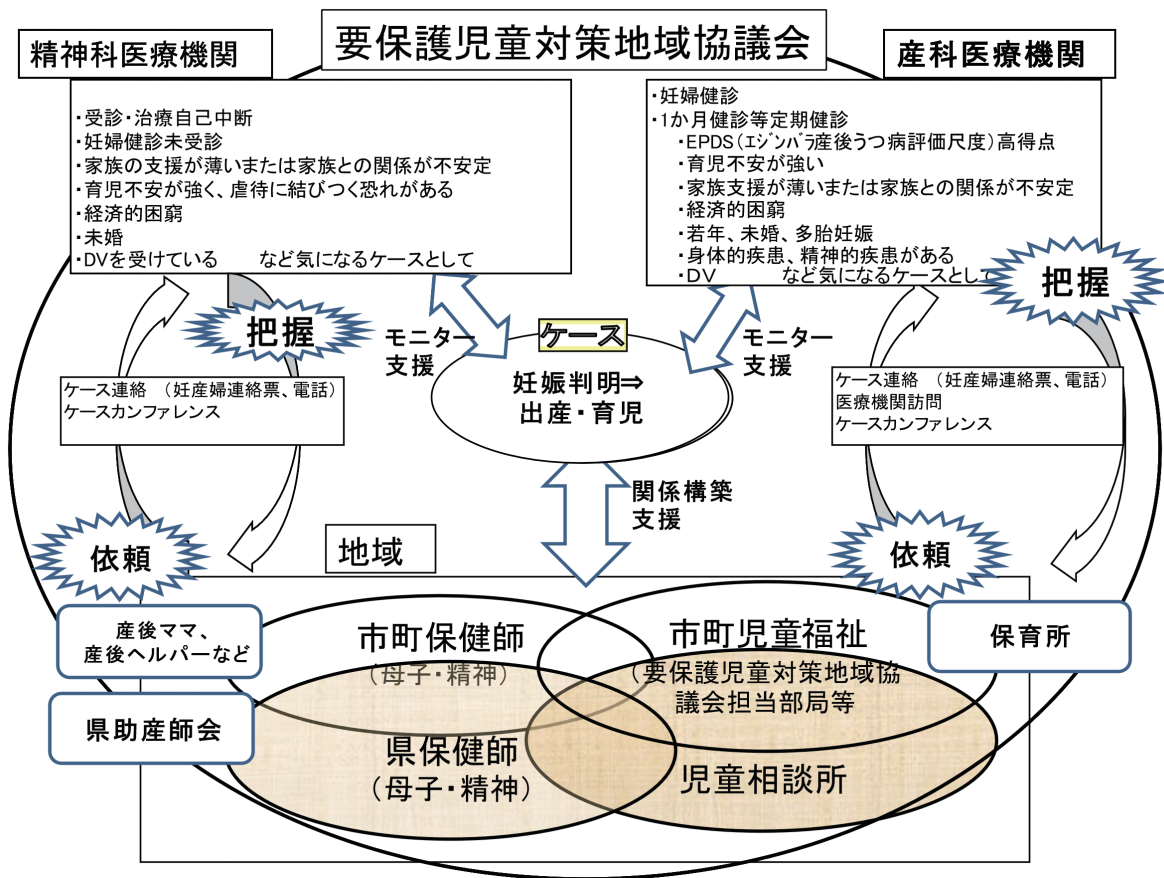 要保護児童対策地域協議会
精神科医療機関
・受診・治療自己中断
・妊婦健診未受診
・家族の支援が薄いまたは家族との関係が不安定
・育児不安が強く、虐待に結びつく恐れがある
・経済的困窮
・未婚
・DVを受けている　　など気になるケースとして
産科医療機関
・妊婦健診
・1か月健診等定期健診
・EPDS(ｴｼﾞﾝﾊﾞﾗ産後うつ病評価尺度)高得点
・育児不安が強い
・家族支援が薄いまたは家族との関係が不安定
・経済的困窮
・若年、未婚、多胎妊娠
・身体的疾患、精神的疾患がある
・DV　　　など気になるケースとして
把握
把握
モニター
支援
ケース
妊娠判明⇒
出産・育児
モニター
支援
ケース連絡　（妊産婦連絡票、電話）
ケースカンファレンス
ケース連絡　（妊産婦連絡票、電話）
医療機関訪問
ケースカンファレンス
関係構築
支援
依頼
依頼
地域
産後ママ、
産後ヘルパーなど
県助産師会
市町保健師
（母子・精神）
市町児童福祉
（要保護児童対策地域協
議会担当部局等
保育所
県保健師
（母子・精神）
児童相談所